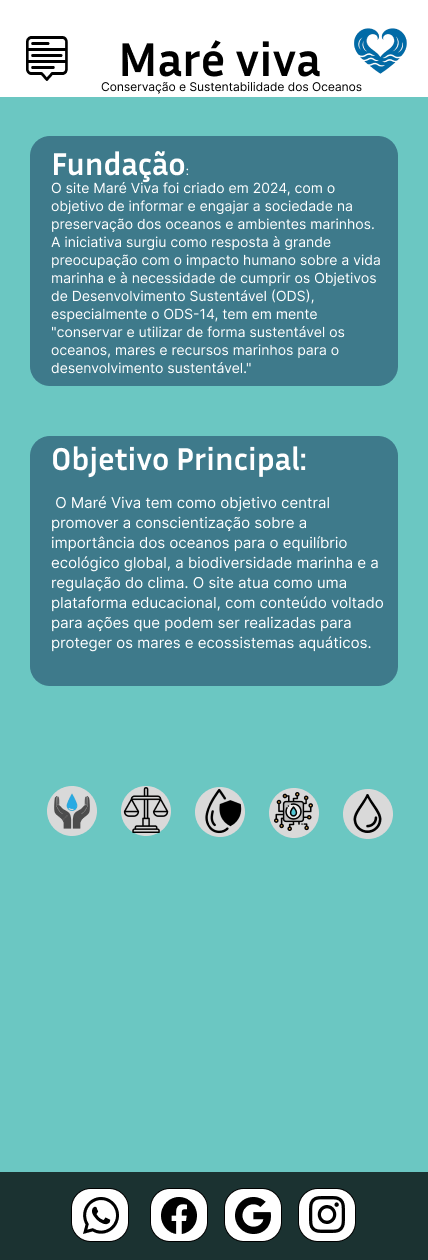 Maré viva
Conservação e Sustentabilidade dos Oceanos
Fundação:
O site Maré Viva foi criado em 2024, com o
objetivo de informar e engajar a sociedade na
preservação dos oceanos e ambientes marinhos.
A iniciativa surgiu como resposta à grande
preocupação com o impacto humano sobre a vida
marinha e à necessidade de cumprir os Objetivos
de Desenvolvimento Sustentável (ODS),
especialmente o ODS-14, tem em mente
"conservar e utilizar de forma sustentável os
oceanos, mares e recursos marinhos para o
desenvolvimento sustentável."
Objetivo Principal:
O Maré Viva tem como objetivo central
promover a conscientização sobre a
importância dos oceanos para o equilíbrio
ecológico global, a biodiversidade marinha e a
regulação do clima. O site atua como uma
plataforma educacional, com conteúdo voltado
para ações que podem ser realizadas para
proteger os mares e ecossistemas aquáticos.